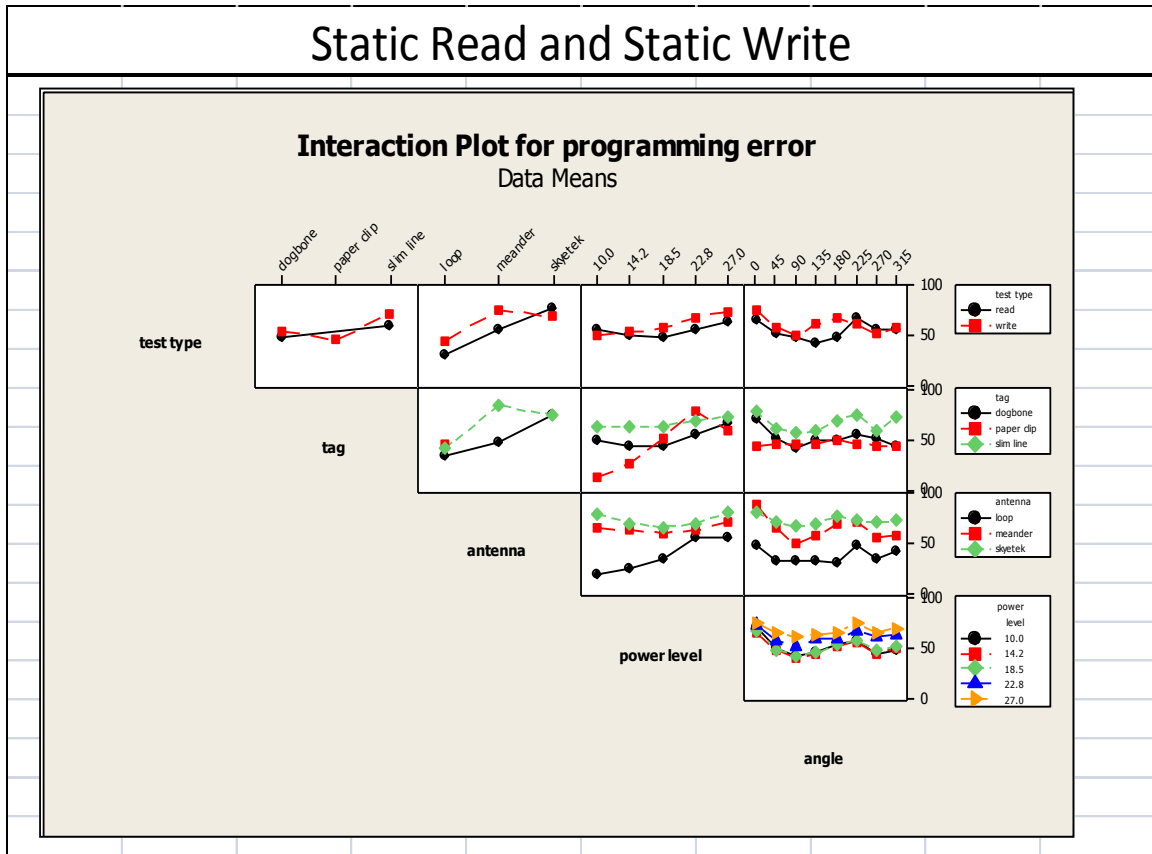 Static Read and Static Write
Interaction Plot for programming error
Data Means
dogbone
paper clip
slim line
loop
meander
skyetek
10.0
14.2
18.5
22.8
27.0
0
45
90
135
180
225
270
315
test type
100
50
0
test type
read
write
tag
100
50
0
tag
dogbone
paper clip
slim line
antenna
100
50
0
antenna
loop
meander
skyetek
power level
100
50
0
power
level
10.0
14.2
18.5
22.8
27.0
angle